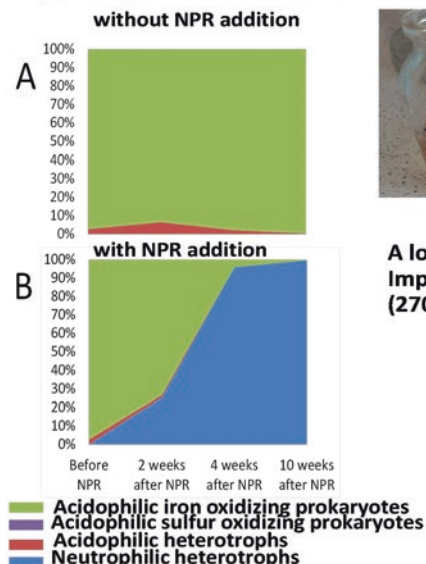 without NPR addition
A
100%
90%
80%
70%
60%
50%
40%
30%
20%
10%
0%
with NPR addition
B
100%
90%
80%
70%
60%
50%
40%
30%
20%
10%
0%
Before NPR
2 weeks after NPR
4 weeks after NPR
10 weeks after NPR
Acidophilic iron oxidizing prokaryotes
Acidophilic sulfur oxidizing prokaryotes
Acidophilic heterotrophs
Neutrophilic heterotrophs
A lo
Imp
(270